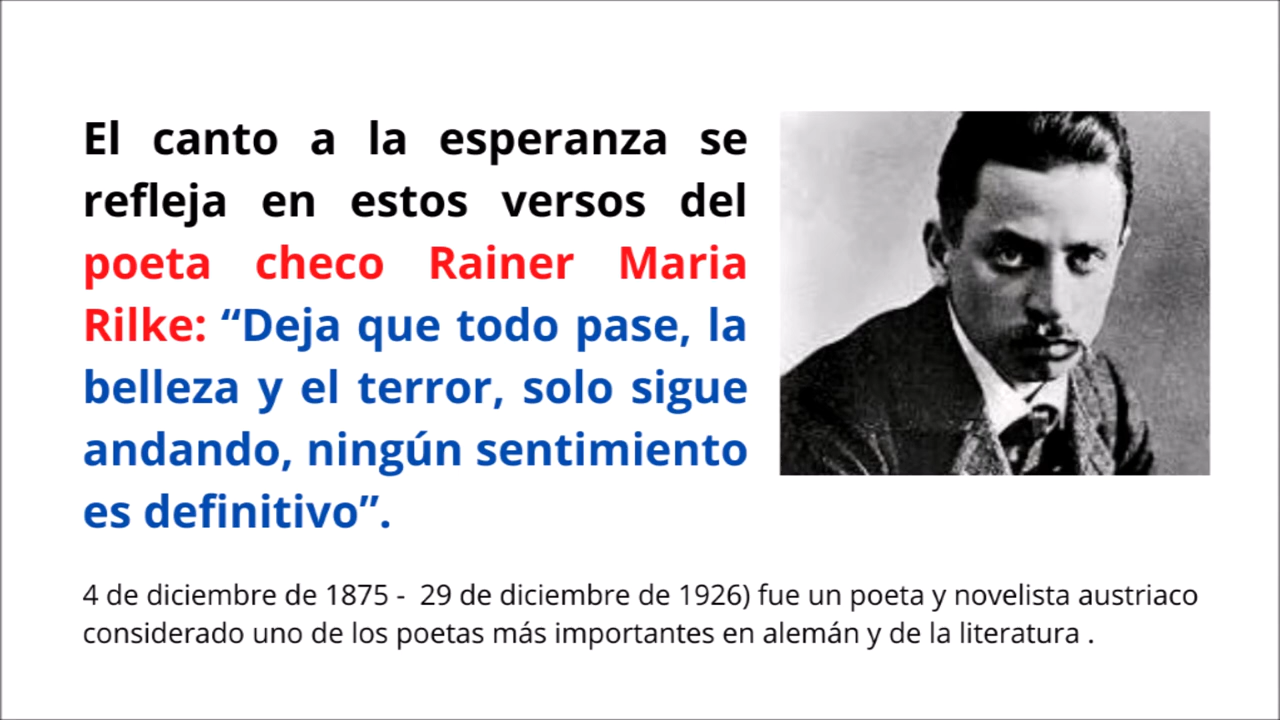 El canto a la esperanza se
refleja en estos versos del
poeta checo Rainer Maria
Rilke: “Deja que todo pase, la
belleza y el terror, solo sigue
andando, ningún sentimiento
es definitivo”.
4 de diciembre de 1875 -  29 de diciembre de 1926) fue un poeta y novelista austriaco
considerado uno de los poetas más importantes en alemán y de la literatura .